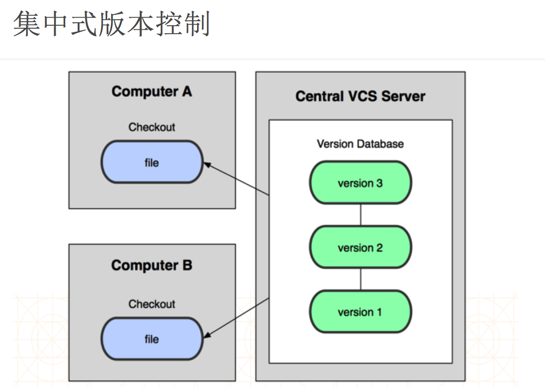 集中式版本控制
Computer A
Checkout
file
Computer B
Checkout
file
Central VCS Server
Version Database
version 3
version 2
version 1